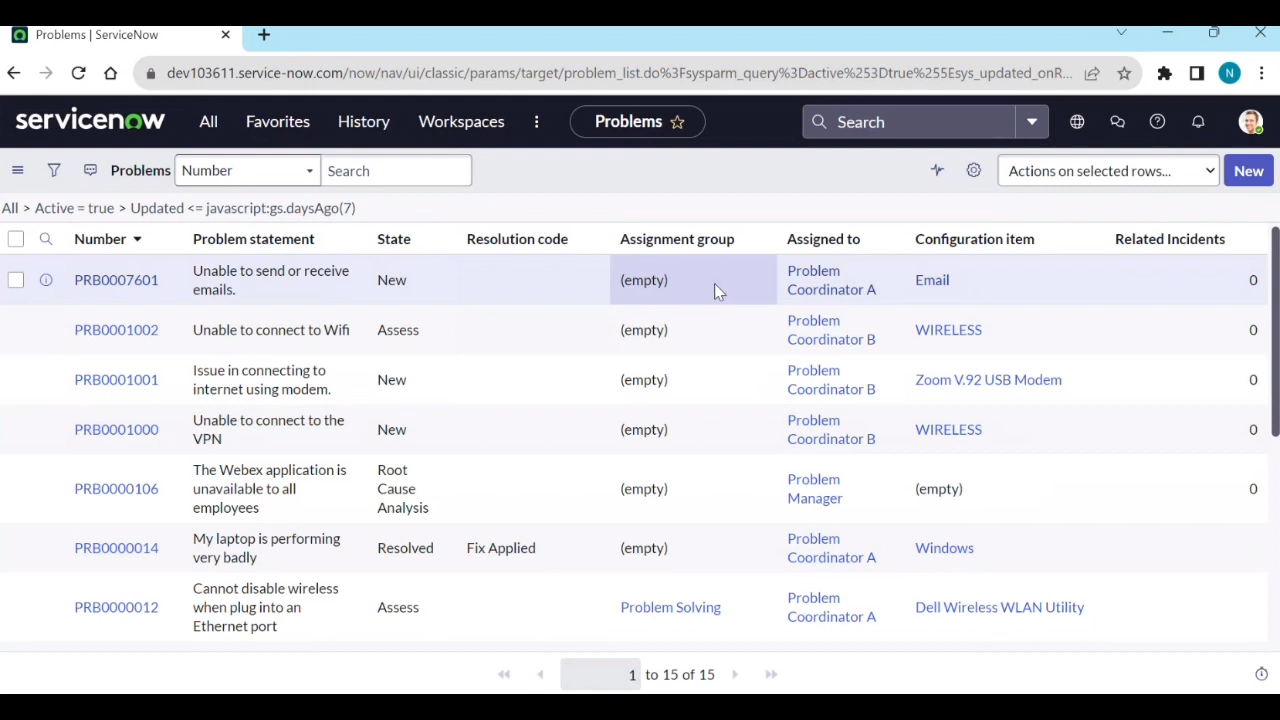 Problems | ServiceNow
dev103611.service-now.com/now/nav/ui/classic/params/target/problem_list.do%3Fsysparm_query%3Dactive%253Dtrue%255Esys_updated_onR...
N
servicenow All Favorites History Workspaces Problems Search
Problems Number Search Actions on selected rows... New
All > Active = true > Updated <= javascript:gs.daysAgo(7)
Number Problem statement State Resolution code Assignment group Assigned to Configuration item Related Incidents
PRB0007601 Unable to send or receive New (empty) Problem Email 0
emails. Coordinator A
PRB0001002 Unable to connect to Wifi Assess (empty) Problem WIRELESS 0
Coordinator B
PRB0001001 Issue in connecting to New (empty) Problem Zoom V.92 USB Modem 0
internet using modem. Coordinator B
PRB0001000 Unable to connect to the New (empty) Problem WIRELESS 0
VPN Coordinator B
PRB0000106 The Webex application is Root (empty) Problem (empty) 0
unavailable to all Cause Manager
employees Analysis
PRB0000014 My laptop is performing Resolved Fix Applied (empty) Problem Windows
very badly Coordinator A
PRB0000012 Cannot disable wireless Assess Problem Solving Problem Dell Wireless WLAN Utility
when plug into an Coordinator A
Ethernet port
1 to 15 of 15